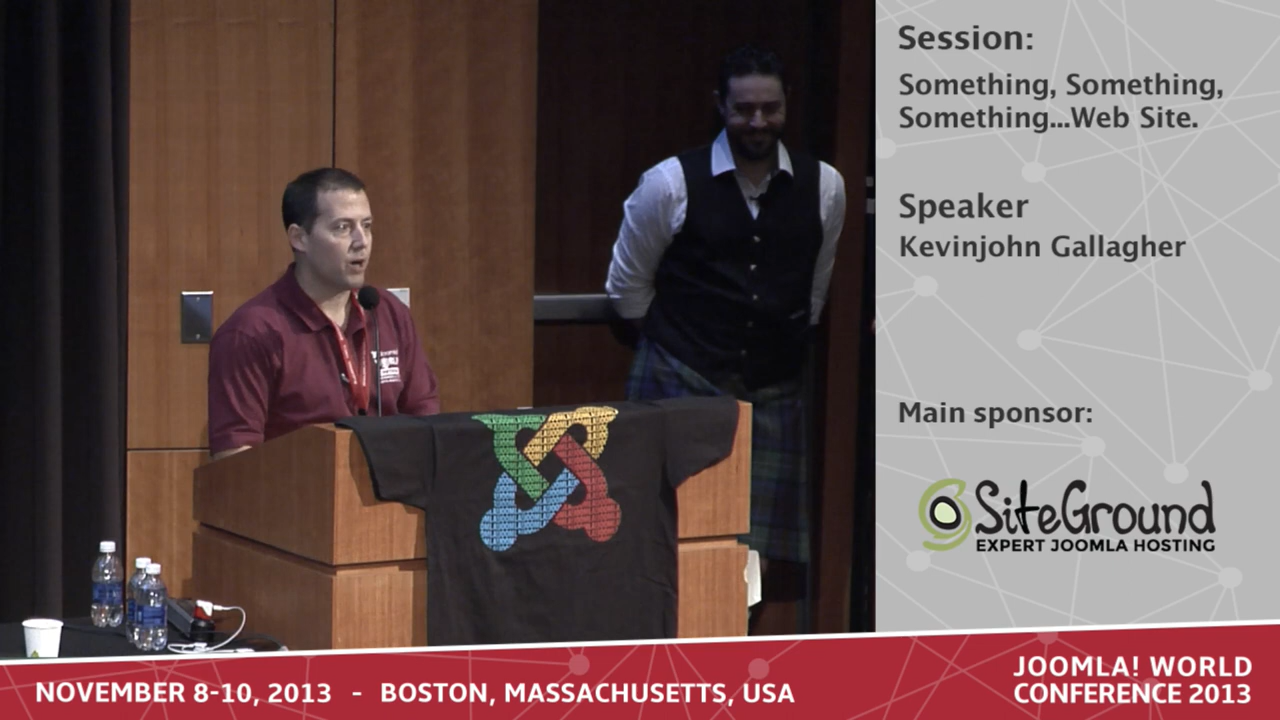 Session:
Something, Something,
Something...Web Site.
Speaker
Kevinjohn Gallagher
Main sponsor:
SiteGround
EXPERT JOOMLA HOSTING
NOVEMBER 8-10, 2013 - BOSTON, MASSACHUSETTS, USA
JOOMLA! WORLD
CONFERENCE 2013